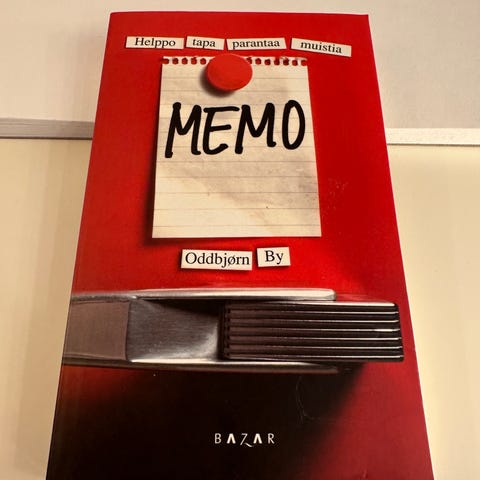 Helppo tapa parantaa muistia
MEMO
Oddbjørn By
BAZAR